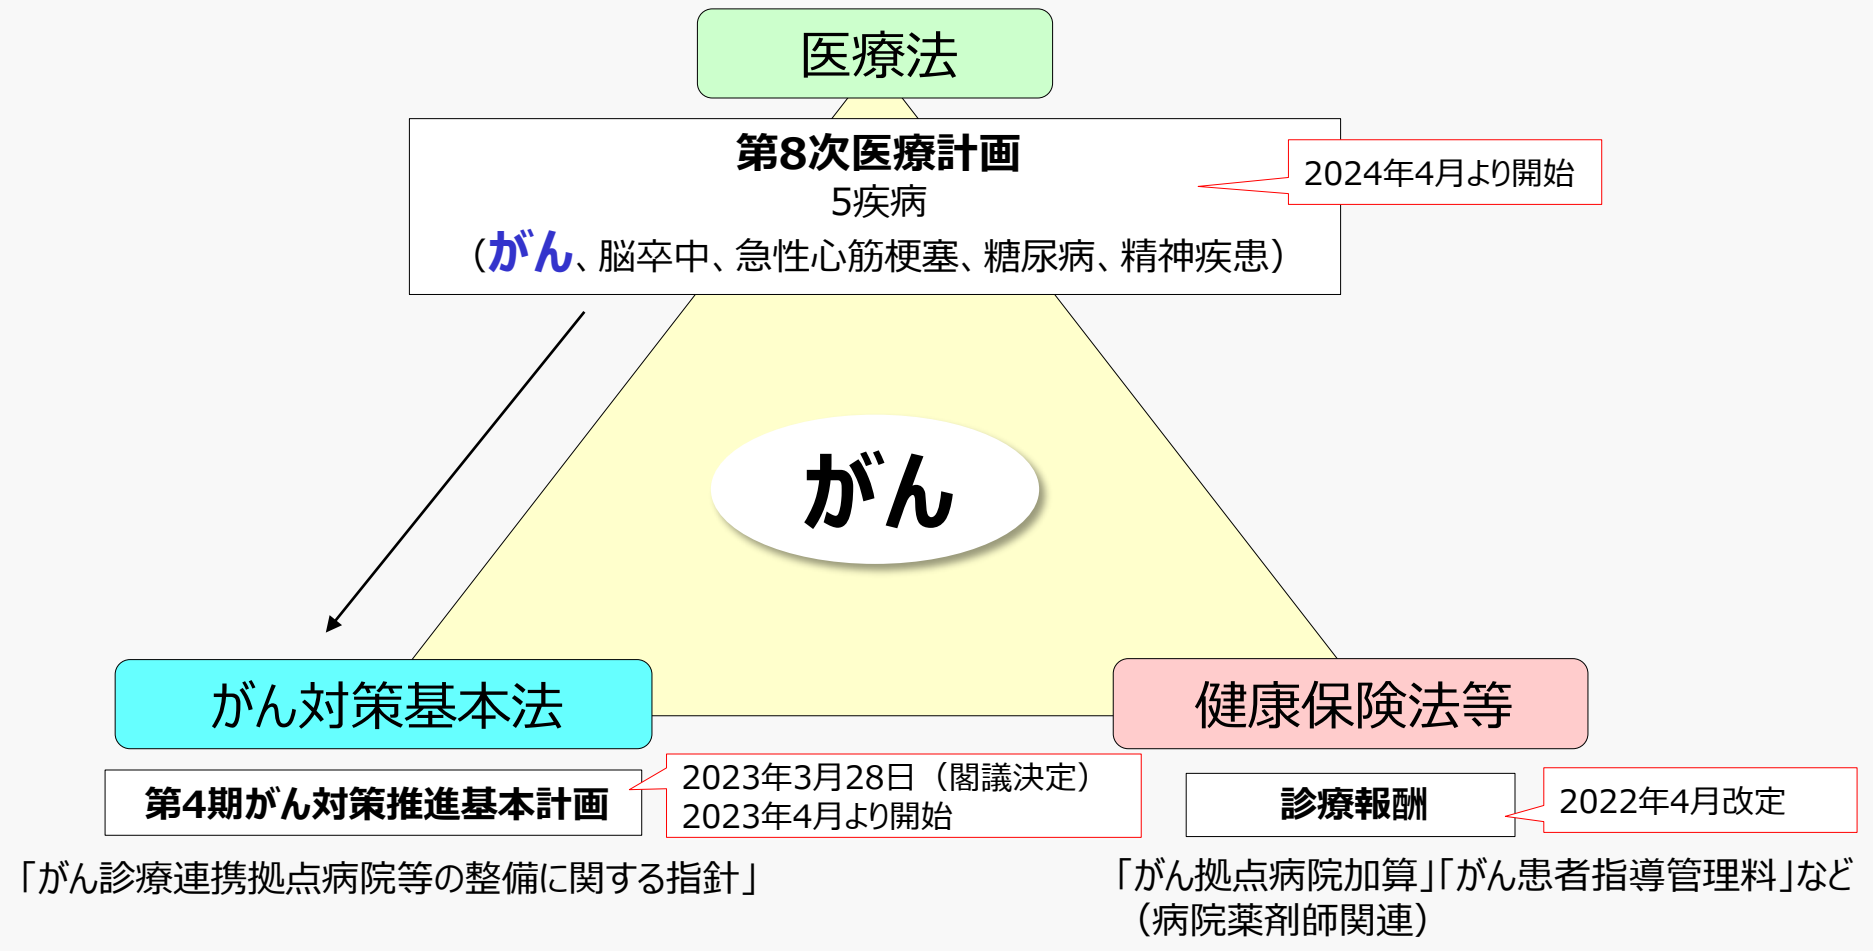 医療法
第8次医療計画
5疾病
（がん、脳卒中、急性心筋梗塞、糖尿病、精神疾患）
2024年4月より開始
がん
がん対策基本法
第4期がん対策推進基本計画
2023年3月28日（閣議決定）
2023年4月より開始
「がん診療連携拠点病院等の整備に関する指針」
健康保険法等
診療報酬
2022年4月改定
「がん拠点病院加算」「がん患者指導管理料」など
（病院薬剤師関連）